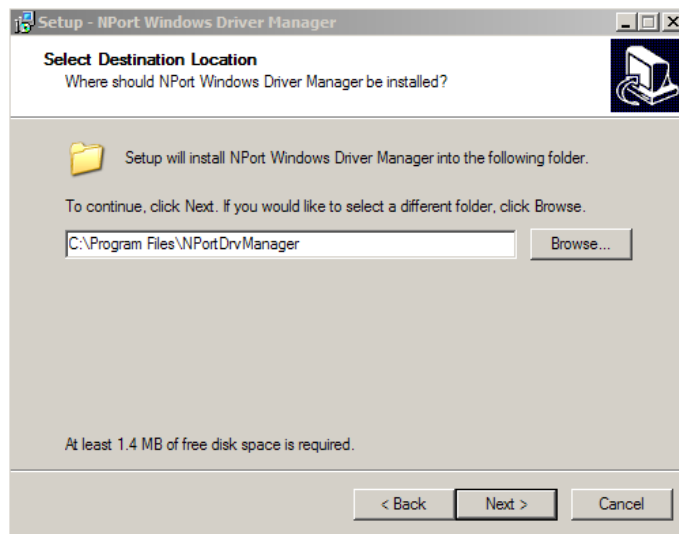 Setup - NPort Windows Driver Manager
Select Destination Location
Where should NPort Windows Driver Manager be installed?
Setup will install NPort Windows Driver Manager into the following folder.
To continue, click Next. If you would like to select a different folder, click Browse.
C:\Program Files\NPortDrvManager
Browse...
At least 1.4 MB of free disk space is required.
< Back
Next >
Cancel